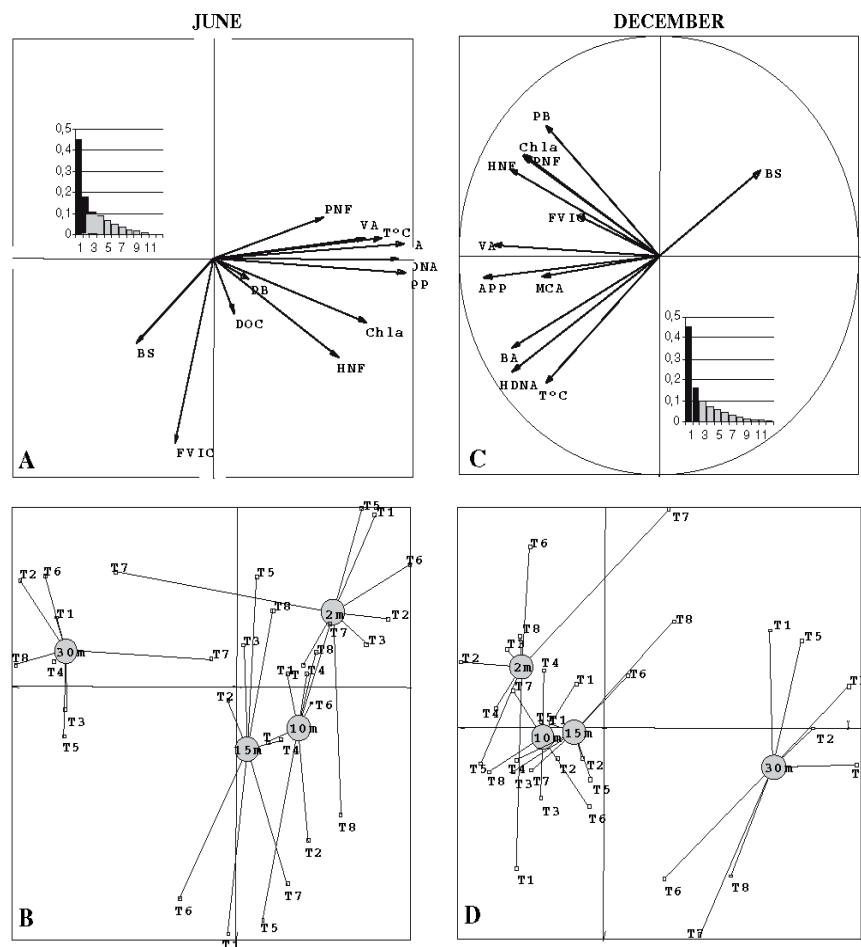 JUNE
DECEMBER
0,5
0,4
0,3
0,2
0,1
0
1 3 5 7 9 11
PNF
VA
T°C
A
DNA
PP
PB
DOC
Chla
HNF
BS
FVIC
A
PB
Chla
PNF
HNF
FVIC
VA
APP
MCA
BA
HDNA
T°C
BS
0,5
0,4
0,3
0,2
0,1
0
1 3 5 7 9 11
C
T5
T1
T2
T6
T7
T5
T6
T1
T8
2m
T2
30m
T3
T7
T8
T3
T8
T4
T7
T1
T
T4
T2
T3
T6
10m
T5
T
15m
T4
T8
T2
T7
T6
T5
B
T7
T6
T8
T8
T3
T1
T5
T2
2m
T4
T6
T1
T7
T4
T5
T1
T2
10m
15m
30m
T5
T4
T2
T8
T3
T7
T5
T3
T6
T1
T6
T8
T7
D